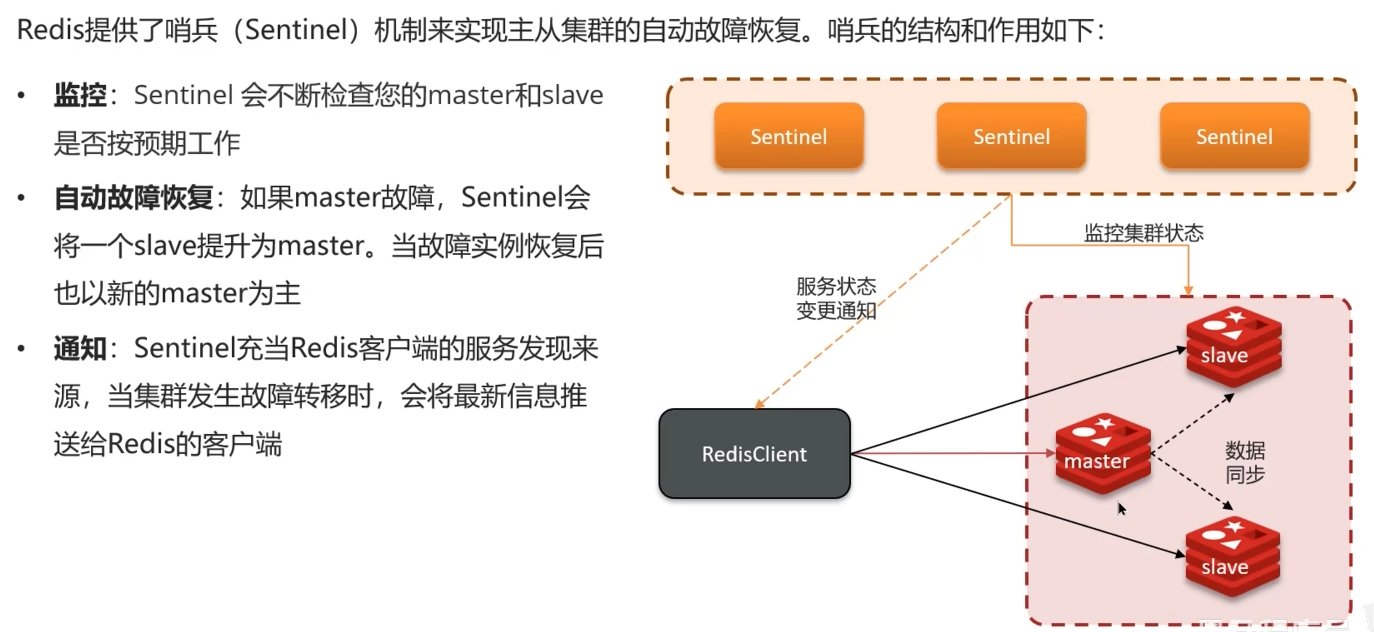 Redis提供了哨兵（Sentinel）机制来实现主从集群的自动故障恢复。哨兵的结构和作用如下：
• 监控：Sentinel 会不断检查您的master和slave
是否按预期工作
• 自动故障恢复：如果master故障，Sentinel会
将一个slave提升为master。当故障实例恢复后
也以新的master为主
• 通知：Sentinel充当Redis客户端的服务发现来
源，当集群发生故障转移时，会将最新信息推
送给Redis的客户端
Sentinel
Sentinel
Sentinel
监控集群状态
服务状态
变更通知
slave
RedisClient
master
数据
同步
slave